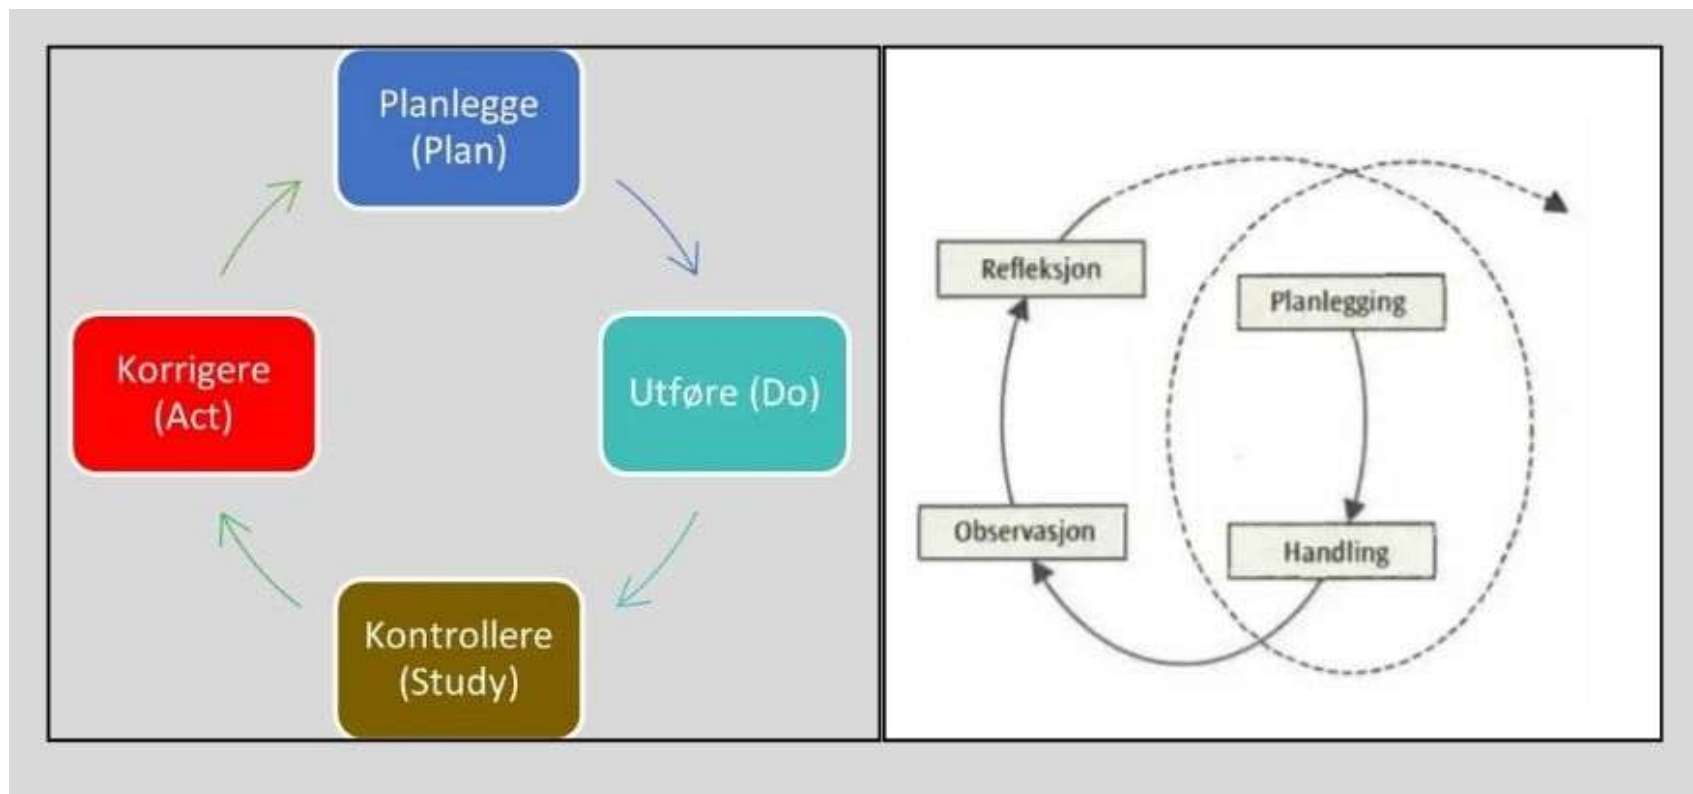 Planlegge
(Plan)
Utføre (Do)
Kontrollere
(Study)
Korrigere
(Act)
Refleksjon
Planlegging
Observasjon
Handling